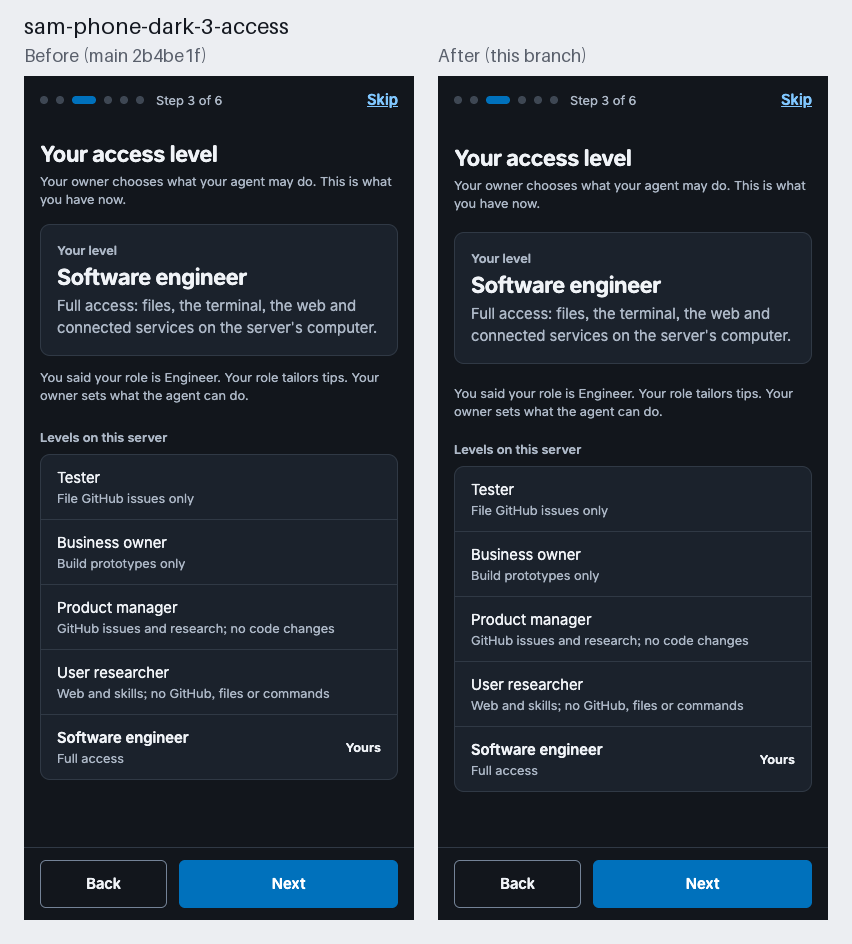 sam-phone-dark-3-access
Before (main 2b4be1f)
Step 3 of 6
Skip
Your access level
Your owner chooses what your agent may do. This is what
you have now.
Your level
Software engineer
Full access: files, the terminal, the web and
connected services on the server's computer.
You said your role is Engineer. Your role tailors tips. Your
owner sets what the agent can do.
Levels on this server
Tester
File GitHub issues only
Business owner
Build prototypes only
Product manager
GitHub issues and research; no code changes
User researcher
Web and skills; no GitHub, files or commands
Software engineer
Full access
Yours
Back
Next
After (this branch)
Step 3 of 6
Skip
Your access level
Your owner chooses what your agent may do. This is what
you have now.
Your level
Software engineer
Full access: files, the terminal, the web and
connected services on the server's computer.
You said your role is Engineer. Your role tailors tips. Your
owner sets what the agent can do.
Levels on this server
Tester
File GitHub issues only
Business owner
Build prototypes only
Product manager
GitHub issues and research; no code changes
User researcher
Web and skills; no GitHub, files or commands
Software engineer
Full access
Yours
Back
Next